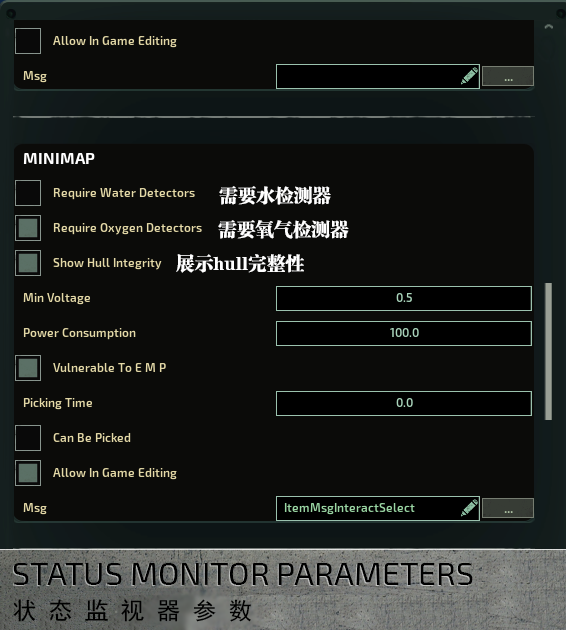 Allow In Game Editing
Msg
...
MINIMAP
Require Water Detectors 需要水检测器
Require Oxygen Detectors 需要氧气检测器
Show Hull Integrity 展示hull完整性
Min Voltage 0.5
Power Consumption 100.0
Vulnerable To E M P
Picking Time 0.0
Can Be Picked
Allow In Game Editing
Msg ItemMsgInteractSelect ...
STATUS MONITOR PARAMETERS
状态监视器参数